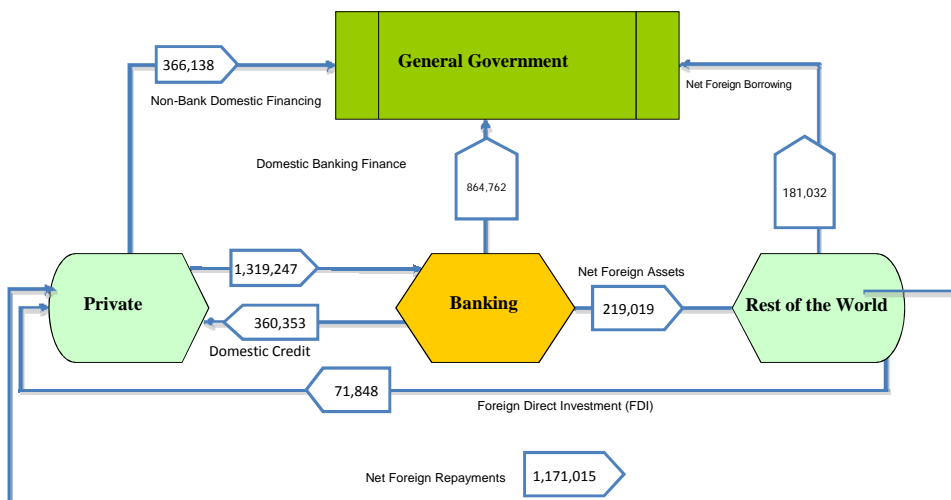 General Government
366,138
Non-Bank Domestic Financing
Net Foreign Borrowing
Domestic Banking Finance
864,762
181,032
1,319,247
Net Foreign Assets
Private
Banking
219,019
Rest of the World
360,353
Domestic Credit
71,848
Foreign Direct Investment (FDI)
Net Foreign Repayments
1,171,015